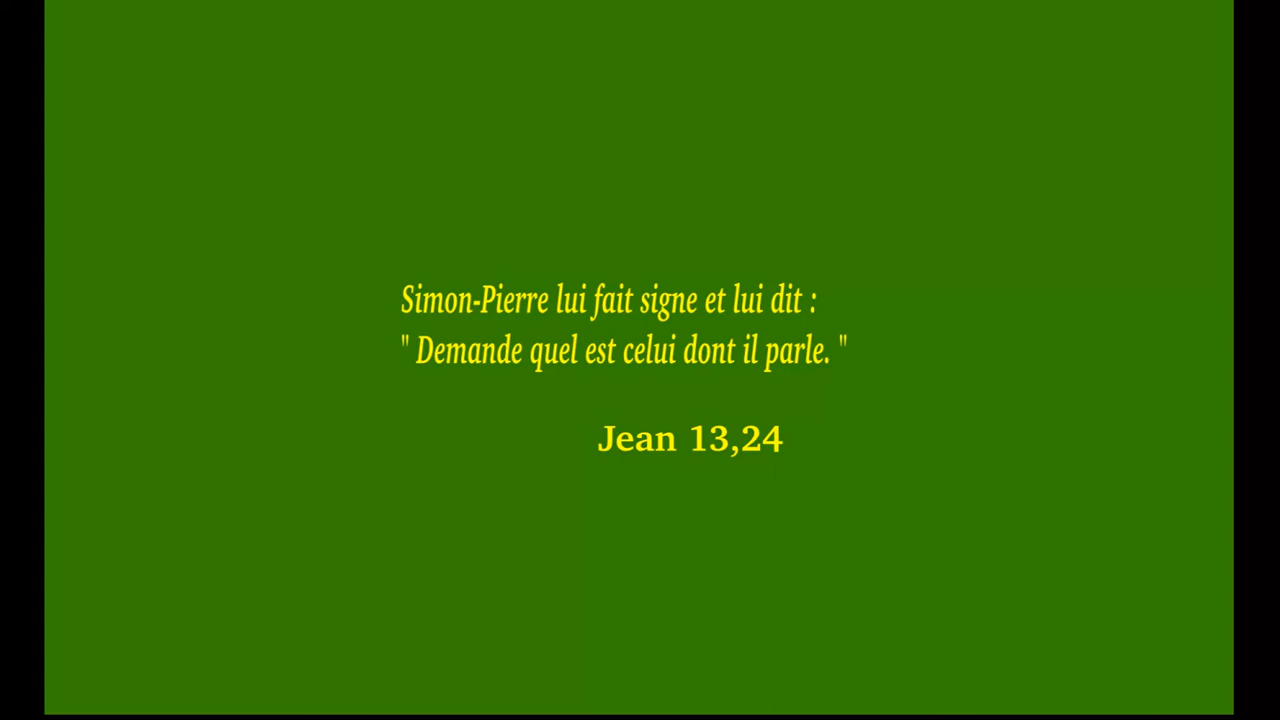 Simon-Pierre lui fait signe et lui dit :
" Demande quel est celui dont il parle. "
Jean 13,24